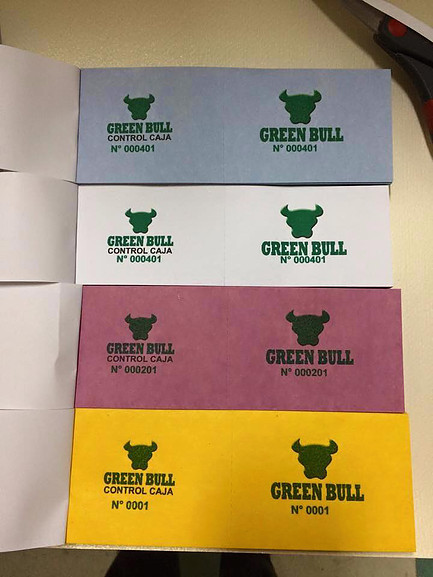 GREEN BULL
CONTROL CAJA
N° 000401
GREEN BULL
N° 000401
GREEN BULL
CONTROL CAJA
N° 000401
GREEN BULL
N° 000401
GREEN BULL
CONTROL CAJA
N° 000201
GREEN BULL
N° 000201
GREEN BULL
CONTROL CAJA
N° 0001
GREEN BULL
N° 0001